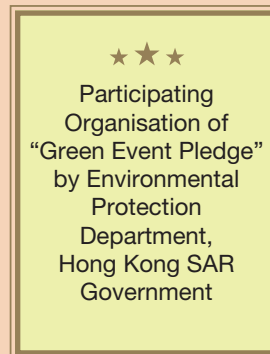 Participating
Organisation of
“Green Event Pledge”
by Environmental
Protection
Department,
Hong Kong SAR
Government